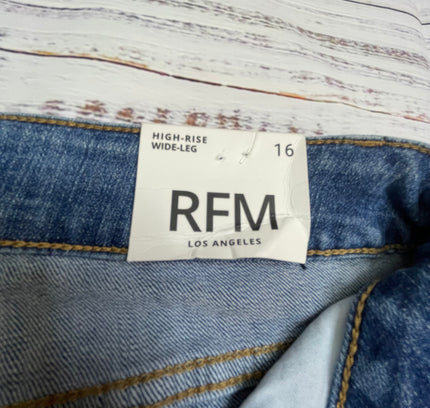 HIGH-RISE
WIDE-LEG
16
RFM
LOS ANGELES